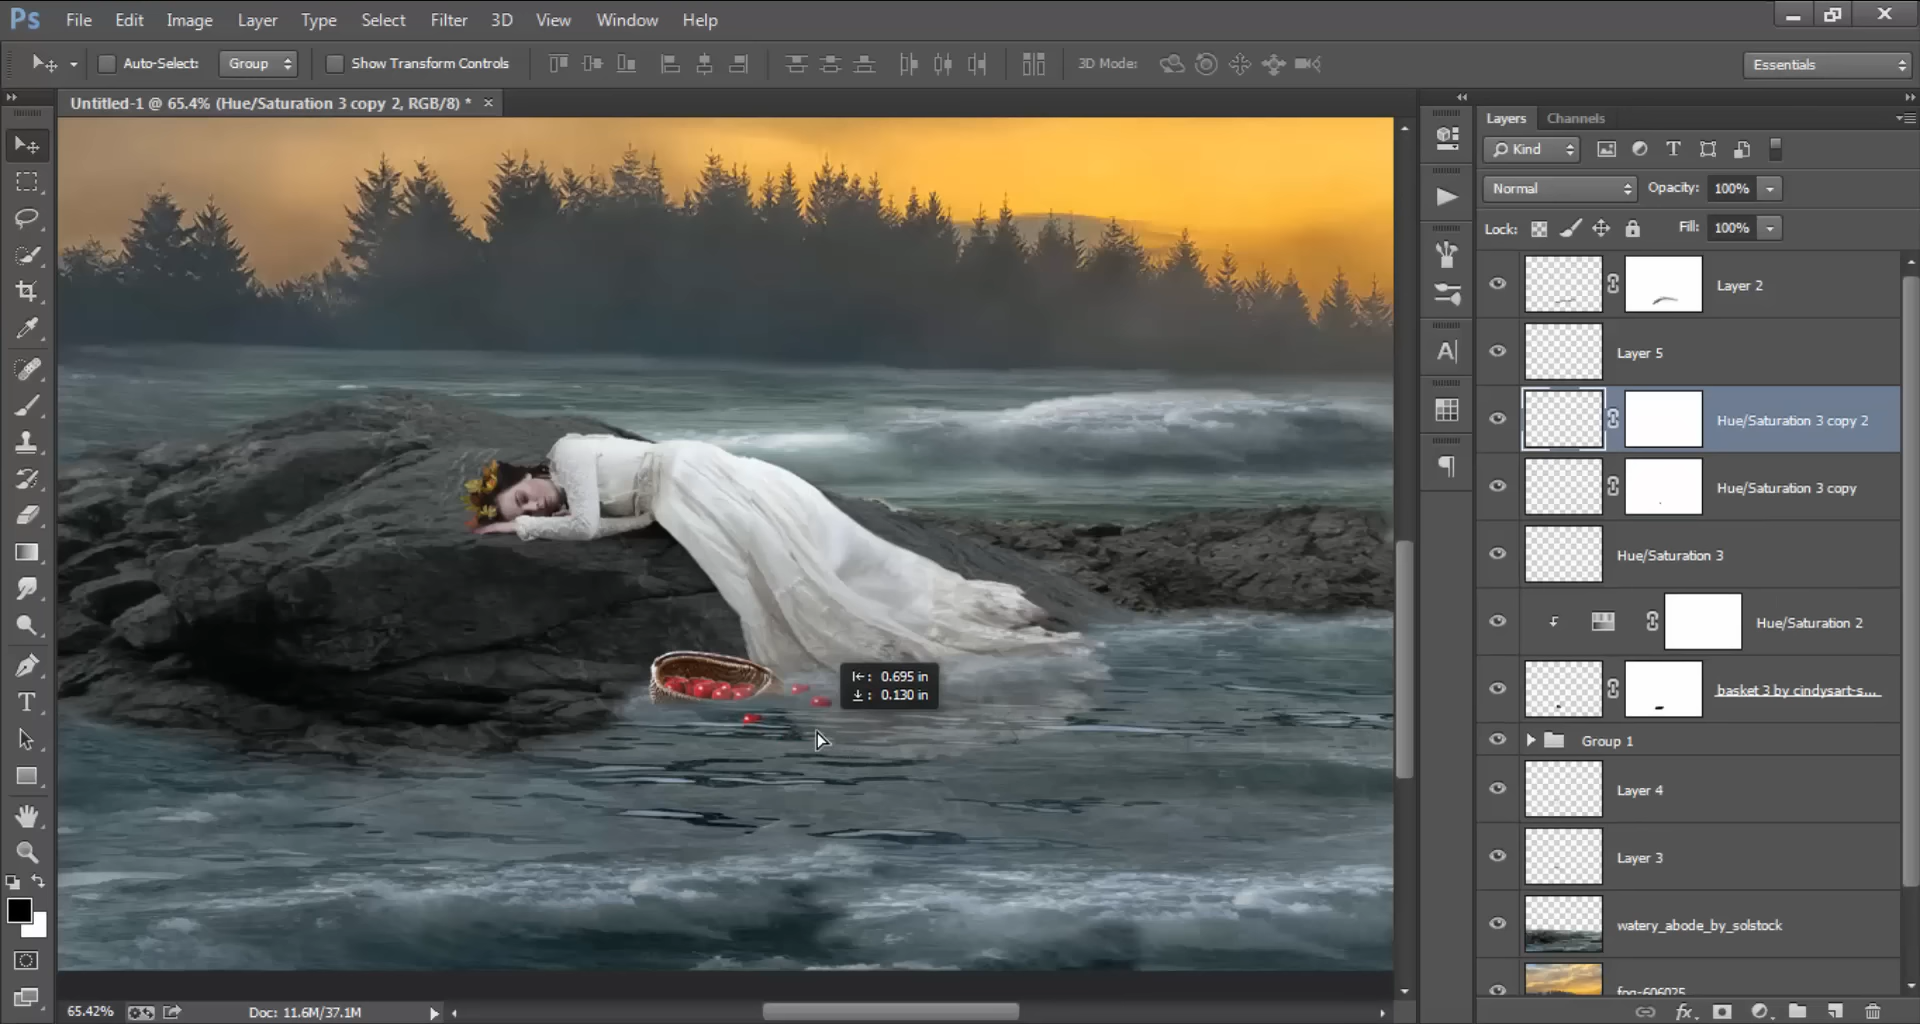 Ps File Edit Image Layer Type Select Filter 3D View Window Help
Auto-Select: Group Show Transform Controls 3D Mode: Essentials
Untitled-1 @ 65.4% (Hue/Saturation 3 copy 2, RGB/8) * ×
Layers Channels
Kind
Normal Opacity: 100%
Lock: Fill: 100%
Layer 2
Layer 5
Hue/Saturation 3 copy 2
Hue/Saturation 3 copy
Hue/Saturation 3
Hue/Saturation 2
0.695 in
0.130 in
basket 3 by cindysart-s...
Group 1
Layer 4
Layer 3
watery_abode_by_solstock
fog-606025
65.42% Doc: 11.6M/37.1M